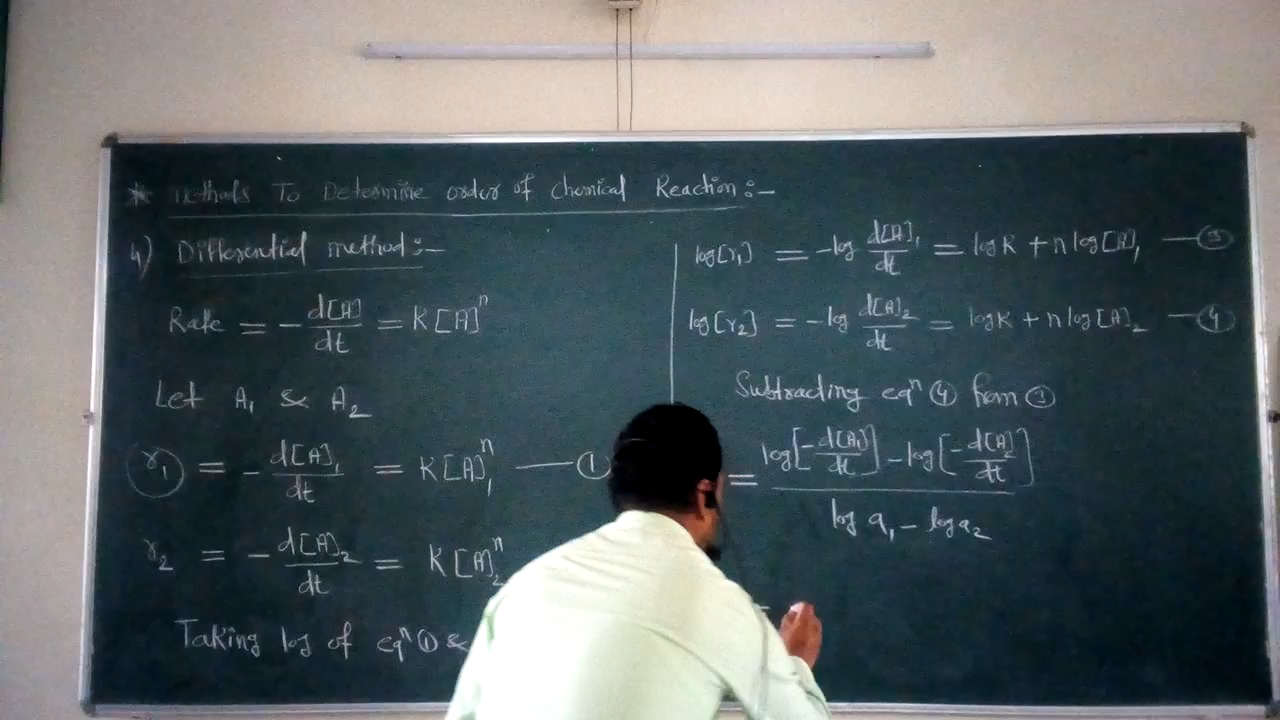 * Methods To Determine order of Chemical Reaction:-
4) Differential method:-
Rate = - d[A]/dt = K[A]^n
Let A₁ & A₂
r₁ = - d[A]₁/dt = K[A]₁^n — ①
r₂ = - d[A]₂/dt = K[A]₂^n
Taking log of eqⁿ ① &
log[r₁] = -log d[A]₁/dt = log K + n log[A]₁ — ③
log[r₂] = -log d[A]₂/dt = log K + n log[A]₂ — ④
Subtracting eqⁿ ④ from ③
= log[-d[A₁]/dt] - log[-d[A]₂/dt]
log a₁ - log a₂